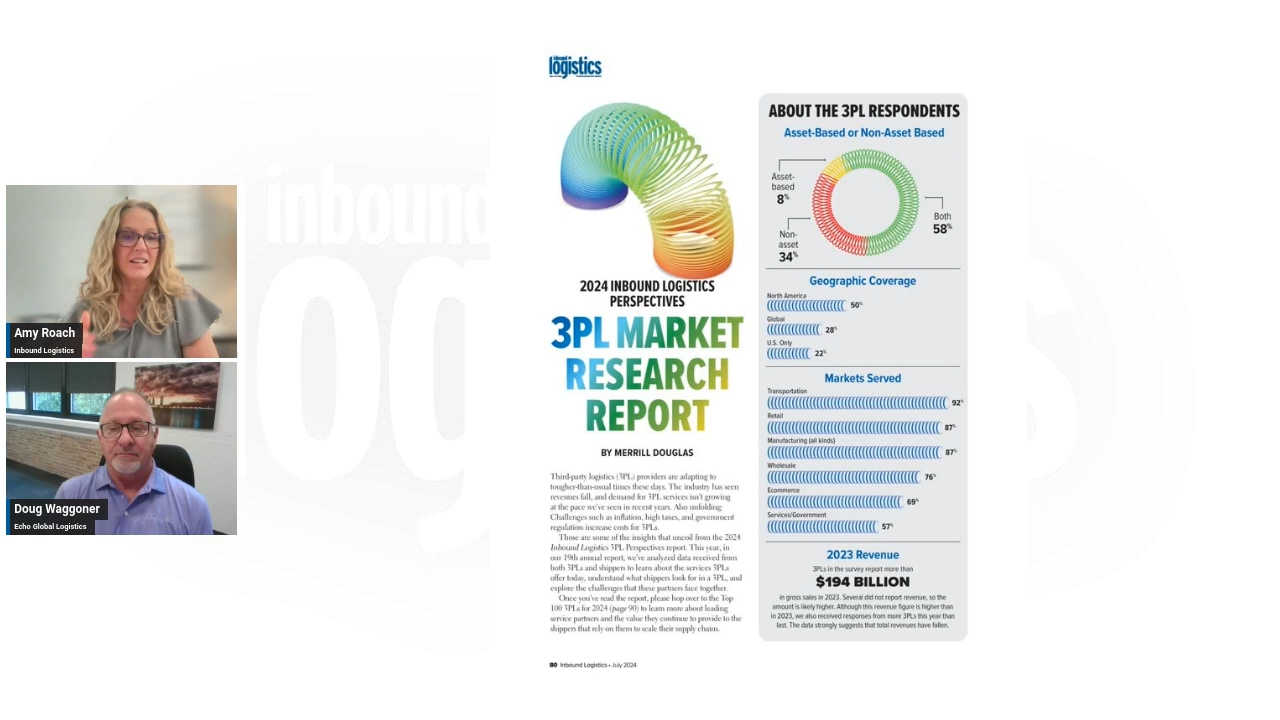 inbound
logistics
Amy Roach
Inbound Logistics
Doug Waggoner
Echo Global Logistics
inbound
logistics
2024 INBOUND LOGISTICS
PERSPECTIVES
3PL MARKET
RESEARCH
REPORT
BY MERRILL DOUGLAS
Third-party logistics (3PL) providers are adapting to
tougher-than-usual times these days. The industry has seen
revenues fall, and demand for 3PL services isn't growing
at the pace we've seen in recent years. Also unfolding:
Challenges such as inflation, high taxes, and government
regulation increase costs for 3PLs.
Those are some of the insights that uncoil from the 2024
Inbound Logistics 3PL Perspectives report. This year, in
our 19th annual report, we've analyzed data received from
both 3PLs and shippers to learn about the services 3PLs
offer today, understand what shippers look for in a 3PL, and
explore the challenges that these partners face together.
Once you've read the report, please hop over to the Top
100 3PLs for 2024 (page 90) to learn more about leading
service partners and the value they continue to provide to the
shippers that rely on them to scale their supply chains.
80 Inbound Logistics • July 2024
ABOUT THE 3PL RESPONDENTS
Asset-Based or Non-Asset Based
Asset-
based
8%
Non-
asset
34%
Both
58%
Geographic Coverage
North America
50%
Global
28%
U.S. Only
22%
Markets Served
Transportation
92%
Retail
87%
Manufacturing (all kinds)
87%
Wholesale
76%
Ecommerce
69%
Services/Government
57%
2023 Revenue
3PLs in the survey report more than
$194 BILLION
in gross sales in 2023. Several did not report revenue, so the
amount is likely higher. Although this revenue figure is higher than
in 2023, we also received responses from more 3PLs this year than
last. The data strongly suggests that total revenues have fallen.